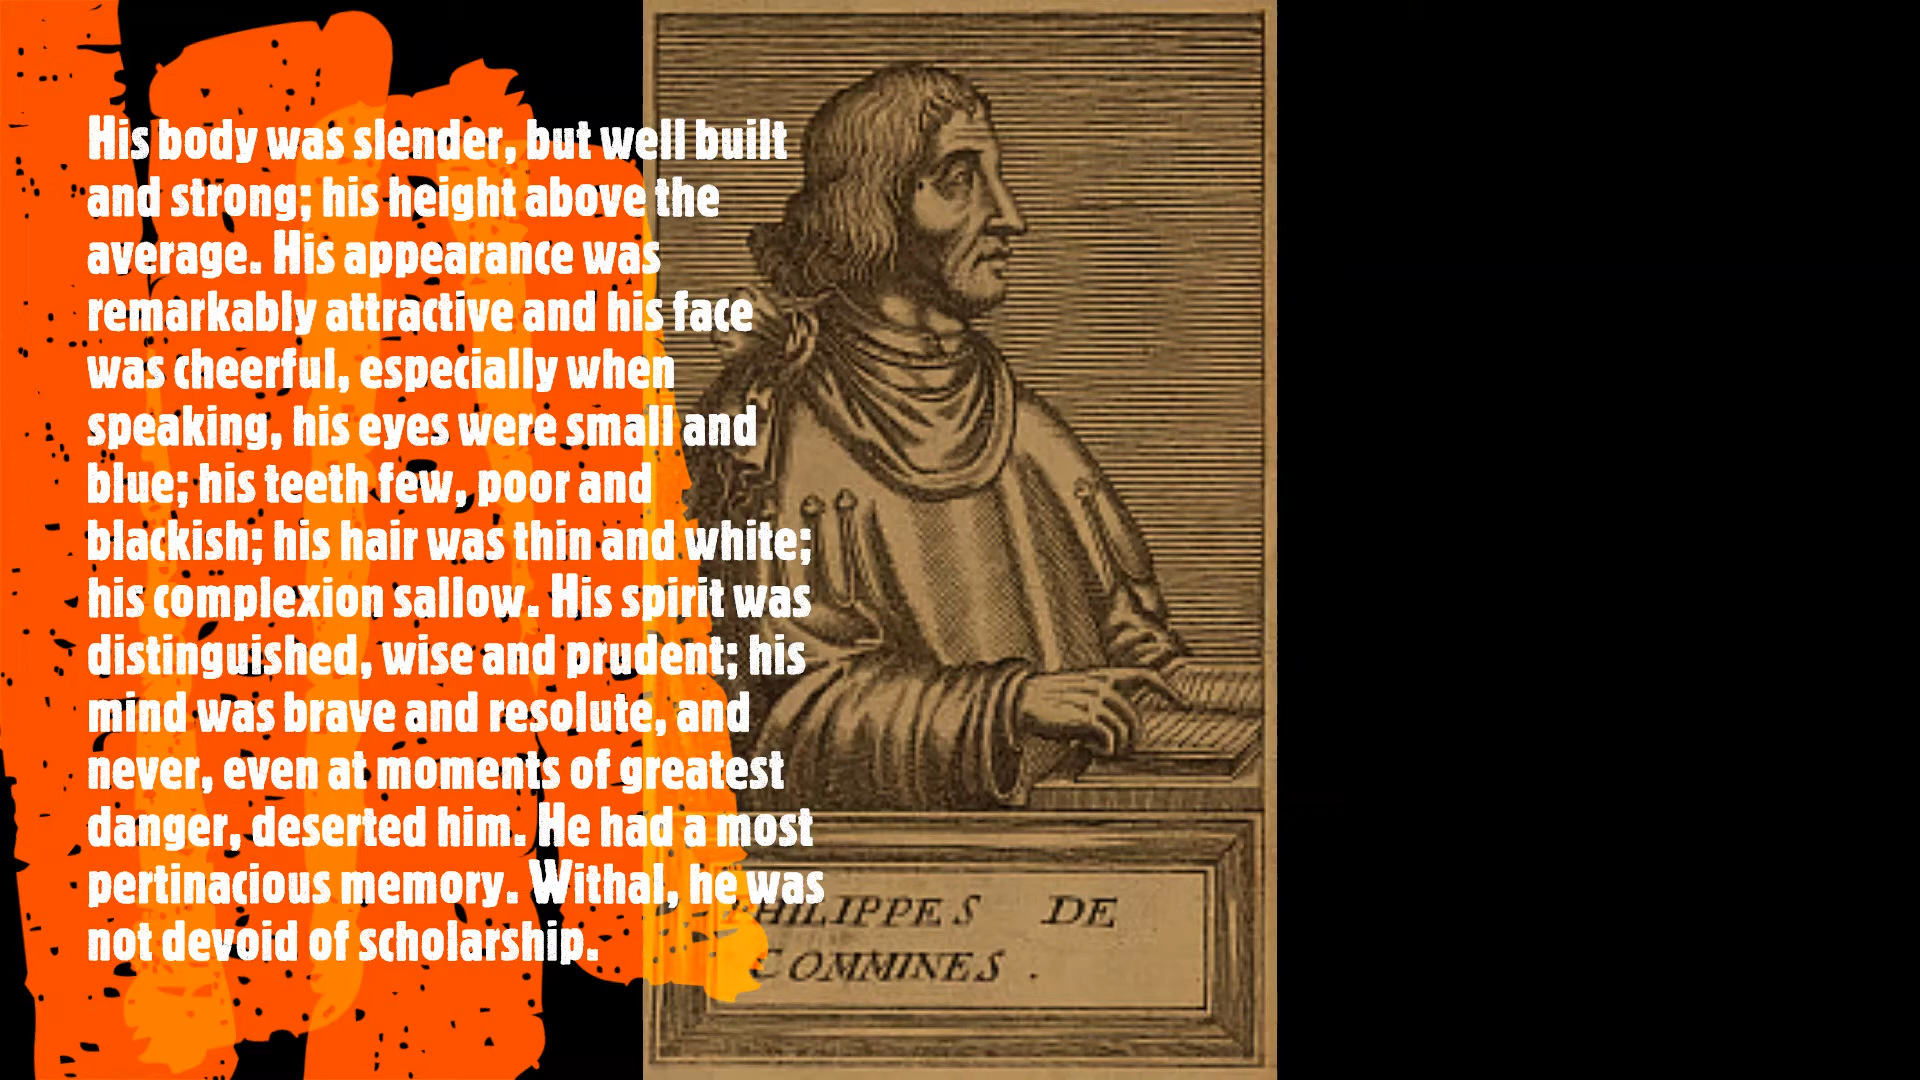 His body was slender, but well built
and strong; his height above the
average. His appearance was
remarkably attractive and his face
was cheerful, especially when
speaking, his eyes were small and
blue; his teeth few, poor and
blackish; his hair was thin and white;
his complexion sallow. His spirit was
distinguished, wise and prudent; his
mind was brave and resolute, and
never, even at moments of greatest
danger, deserted him. He had a most
pertinacious memory. Withal, he was
not devoid of scholarship.
PHILIPPES DE
COMMINES .